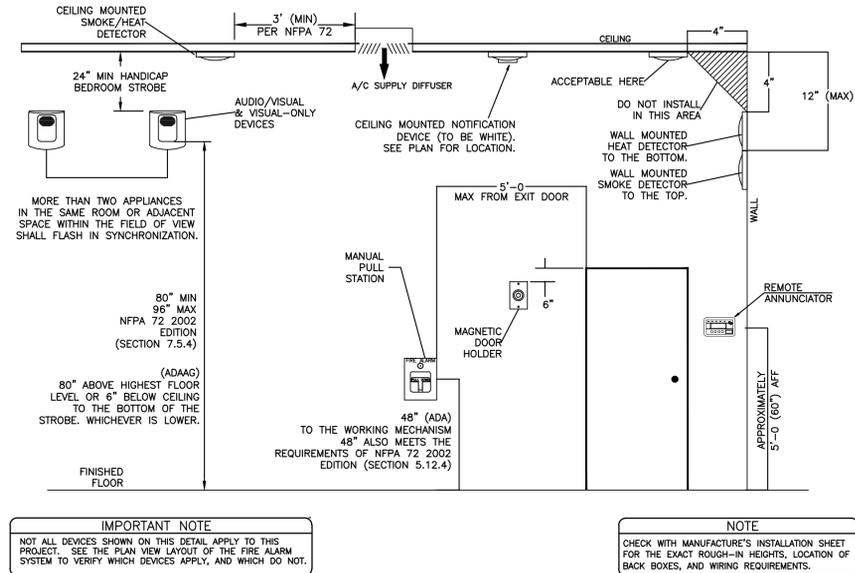 CEILING MOUNTED
SMOKE/HEAT
DETECTOR
3' (MIN)
PER NFPA 72
CEILING
4"
24" MIN HANDICAP
BEDROOM STROBE
A/C SUPPLY DIFFUSER
ACCEPTABLE HERE
4"
12" (MAX)
DO NOT INSTALL
IN THIS AREA
AUDIO/VISUAL
& VISUAL-ONLY
DEVICES
CEILING MOUNTED NOTIFICATION
DEVICE (TO BE WHITE).
SEE PLAN FOR LOCATION.
WALL MOUNTED
HEAT DETECTOR
TO THE BOTTOM.
WALL MOUNTED
SMOKE DETECTOR
TO THE TOP.
5'-0
MAX FROM EXIT DOOR
WALL
MORE THAN TWO APPLIANCES
IN THE SAME ROOM OR ADJACENT
SPACE WITHIN THE FIELD OF VIEW
SHALL FLASH IN SYNCHRONIZATION.
MANUAL
PULL
STATION
6"
REMOTE
ANNUNCIATOR
80" MIN
96" MAX
NFPA 72 2002
EDITION
(SECTION 7.5.4)
MAGNETIC
DOOR
HOLDER
FIRE ALARM
(ADAAG)
80" ABOVE HIGHEST FLOOR
LEVEL OR 6" BELOW CEILING
TO THE BOTTOM OF THE
STROBE. WHICHEVER IS LOWER.
48" (ADA)
TO THE WORKING MECHANISM
48" ALSO MEETS THE
REQUIREMENTS OF NFPA 72 2002
EDITION (SECTION 5.12.4)
APPROXIMATELY
5'-0 (60") AFF
FINISHED
FLOOR
IMPORTANT NOTE
NOT ALL DEVICES SHOWN ON THIS DETAIL APPLY TO THIS
PROJECT. SEE THE PLAN VIEW LAYOUT OF THE FIRE ALARM
SYSTEM TO VERIFY WHICH DEVICES APPLY, AND WHICH DO NOT.
NOTE
CHECK WITH MANUFACTURE'S INSTALLATION SHEET
FOR THE EXACT ROUGH-IN HEIGHTS, LOCATION OF
BACK BOXES, AND WIRING REQUIREMENTS.